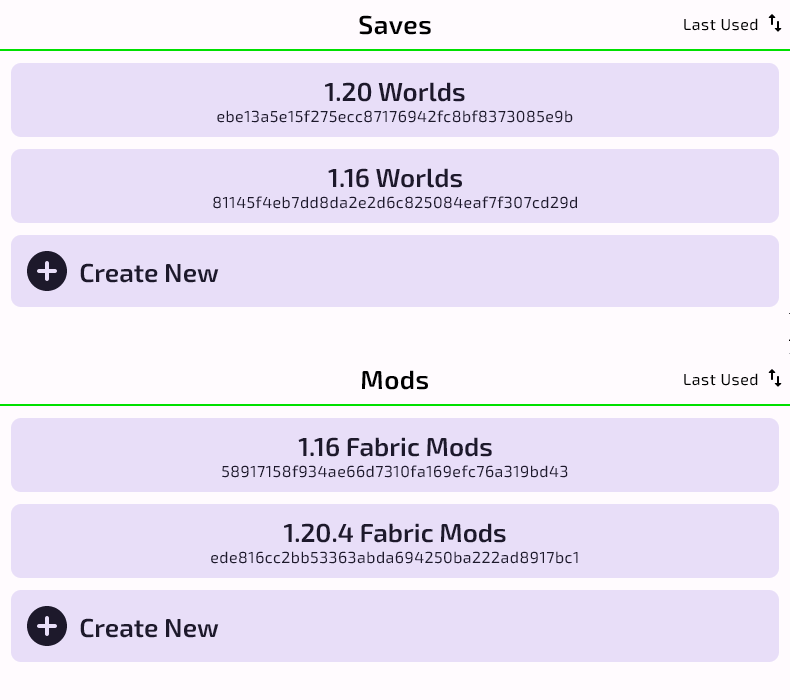 Saves
Last Used
1.20 Worlds
ebe13a5e15f275ecc87176942fc8bf8373085e9b
1.16 Worlds
81145f4eb7dd8da2e2d6c825084eaf7f307cd29d
Create New
Mods
Last Used
1.16 Fabric Mods
58917158f934ae66d7310fa169efc76a319bd43
1.20.4 Fabric Mods
ede816cc2bb53363abda694250ba222ad8917bc1
Create New